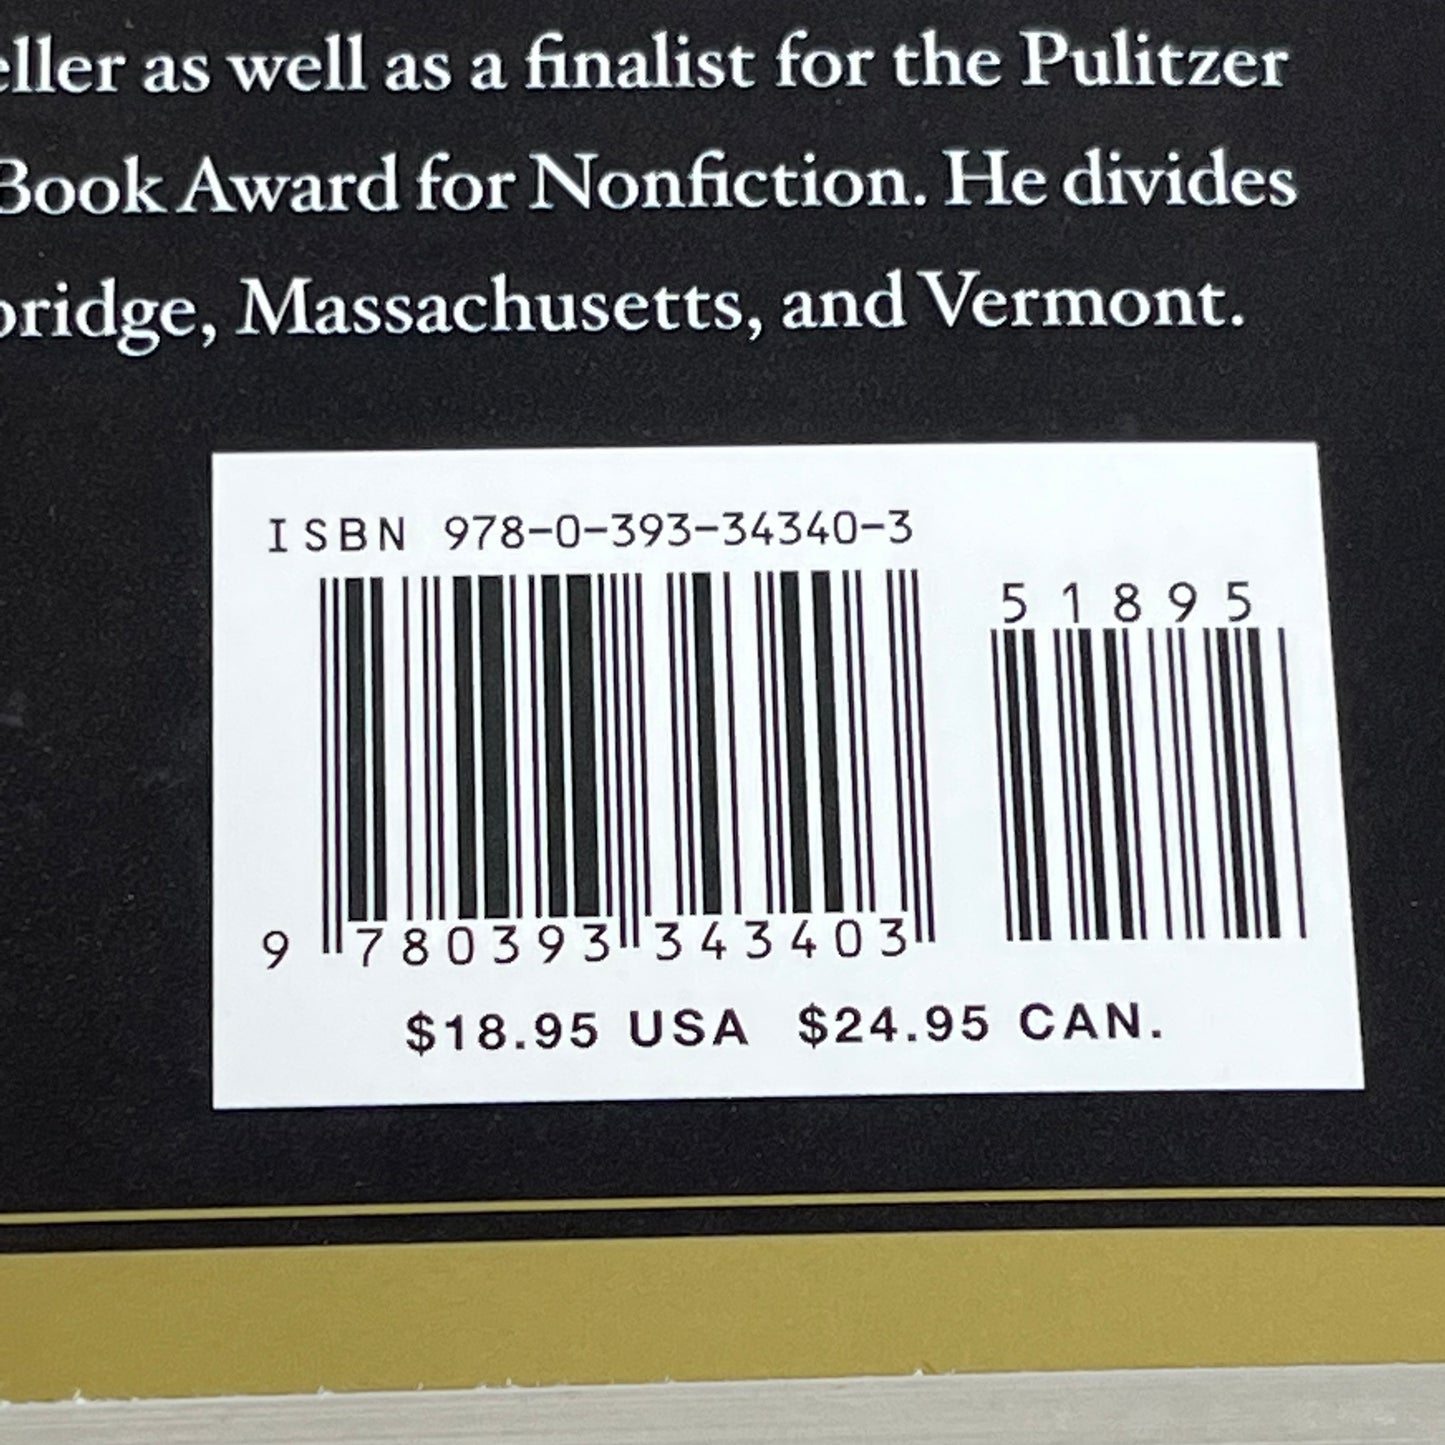 eller as well as a finalist for the Pulitzer
Book Award for Nonfiction. He divides
bridge, Massachusetts, and Vermont.
ISBN 978-0-393-34340-3
51895
9 780393 343403
$18.95 USA $24.95 CAN.